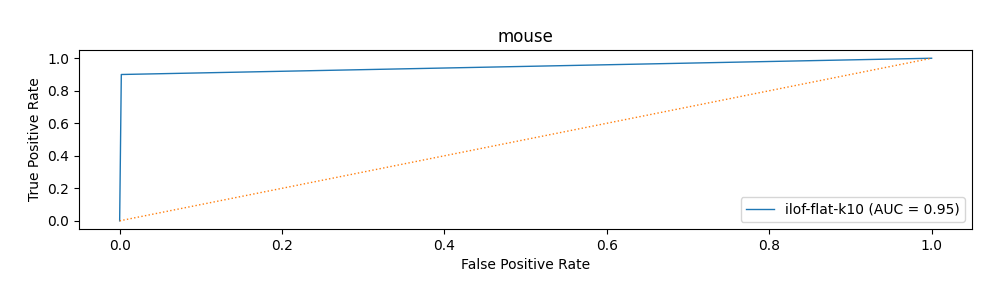 mouse
True Positive Rate
1.0
0.8
0.6
0.4
0.2
0.0
ilof-flat-k10 (AUC = 0.95)
0.0 0.2 0.4 0.6 0.8 1.0
False Positive Rate